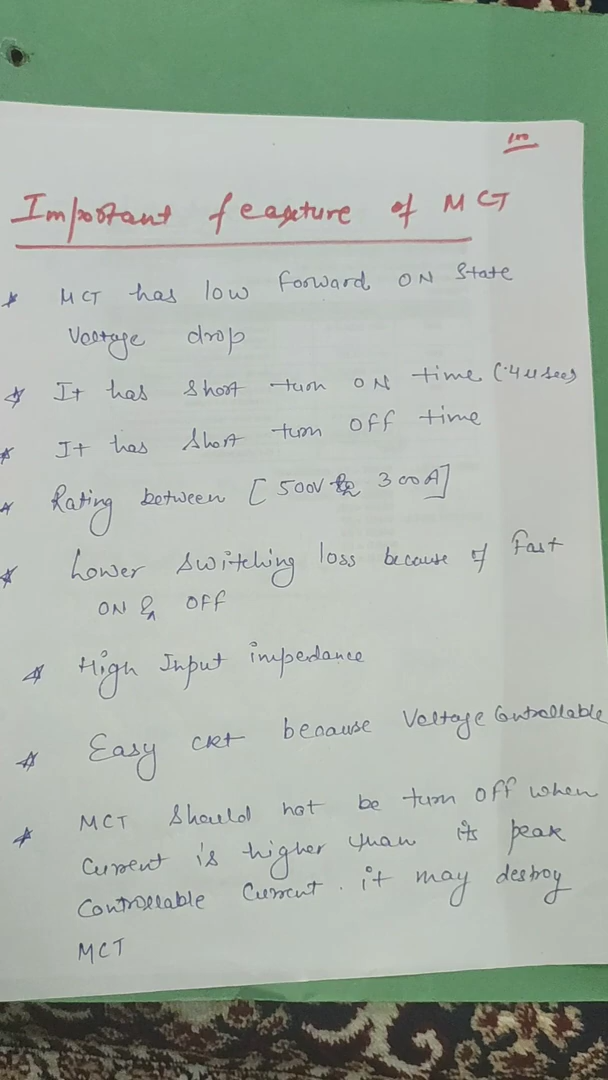 100
Important feature of MCT
* MCT has low forward ON state
Voltage drop
* It has short turn ON time (.4 usec)
* It has short turn OFF time
* Rating between [500V & 300A]
* Lower switching loss because of fast
ON & OFF
* High Input impedance
* Easy CKT because Voltage Controllable
* MCT should not be turn off when
Current is higher than its peak
Controllable Current. it may destroy
MCT